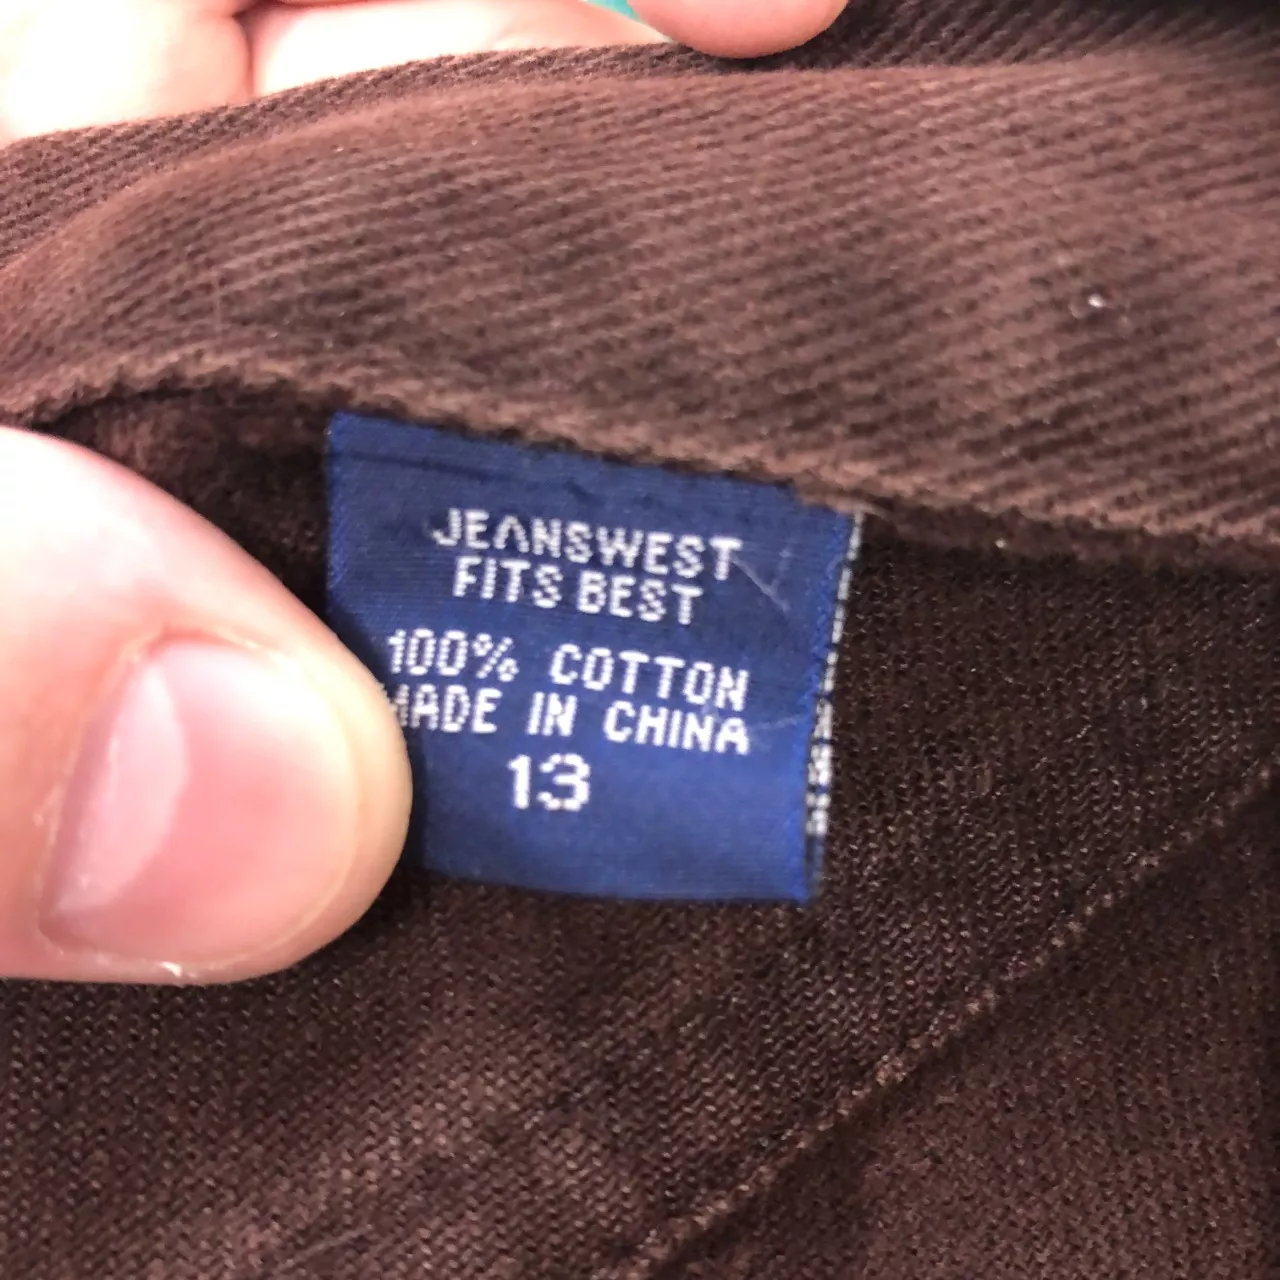 JEANSWEST
FITS BEST
100% COTTON
MADE IN CHINA
13